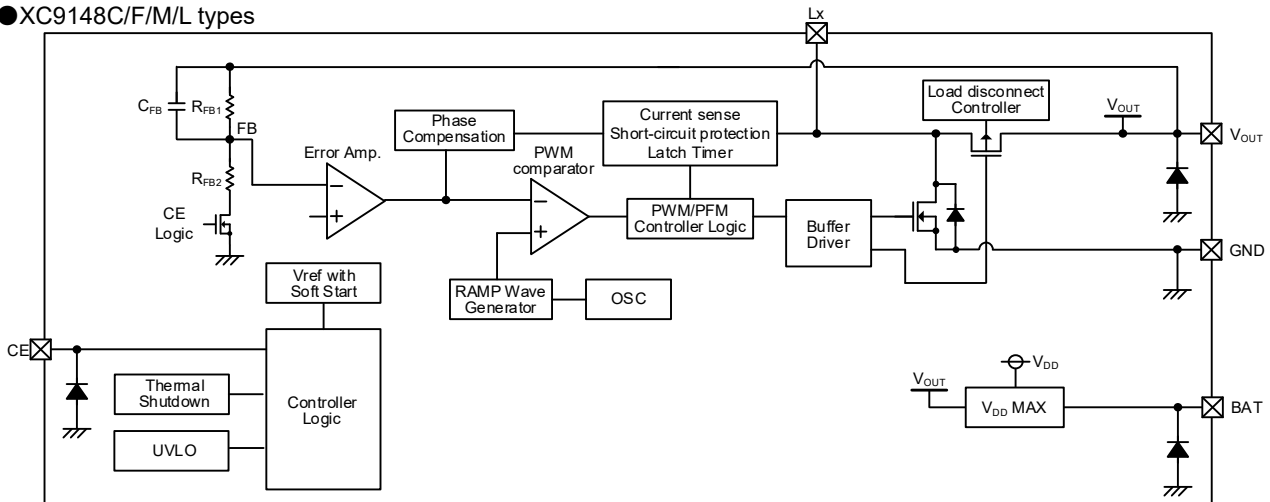 ●XC9148C/F/M/L types
Lx
CFB
RFB1
FB
RFB2
CE
Logic
Error Amp.
Phase
Compensation
PWM
comparator
Current sense
Short-circuit protection
Latch Timer
Load disconnect
Controller
VOUT
VOUT
PWM/PFM
Controller Logic
Buffer
Driver
GND
Vref with
Soft Start
RAMP Wave
Generator
OSC
CE
Thermal
Shutdown
UVLO
Controller
Logic
VOUT
VDD
VDD MAX
BAT